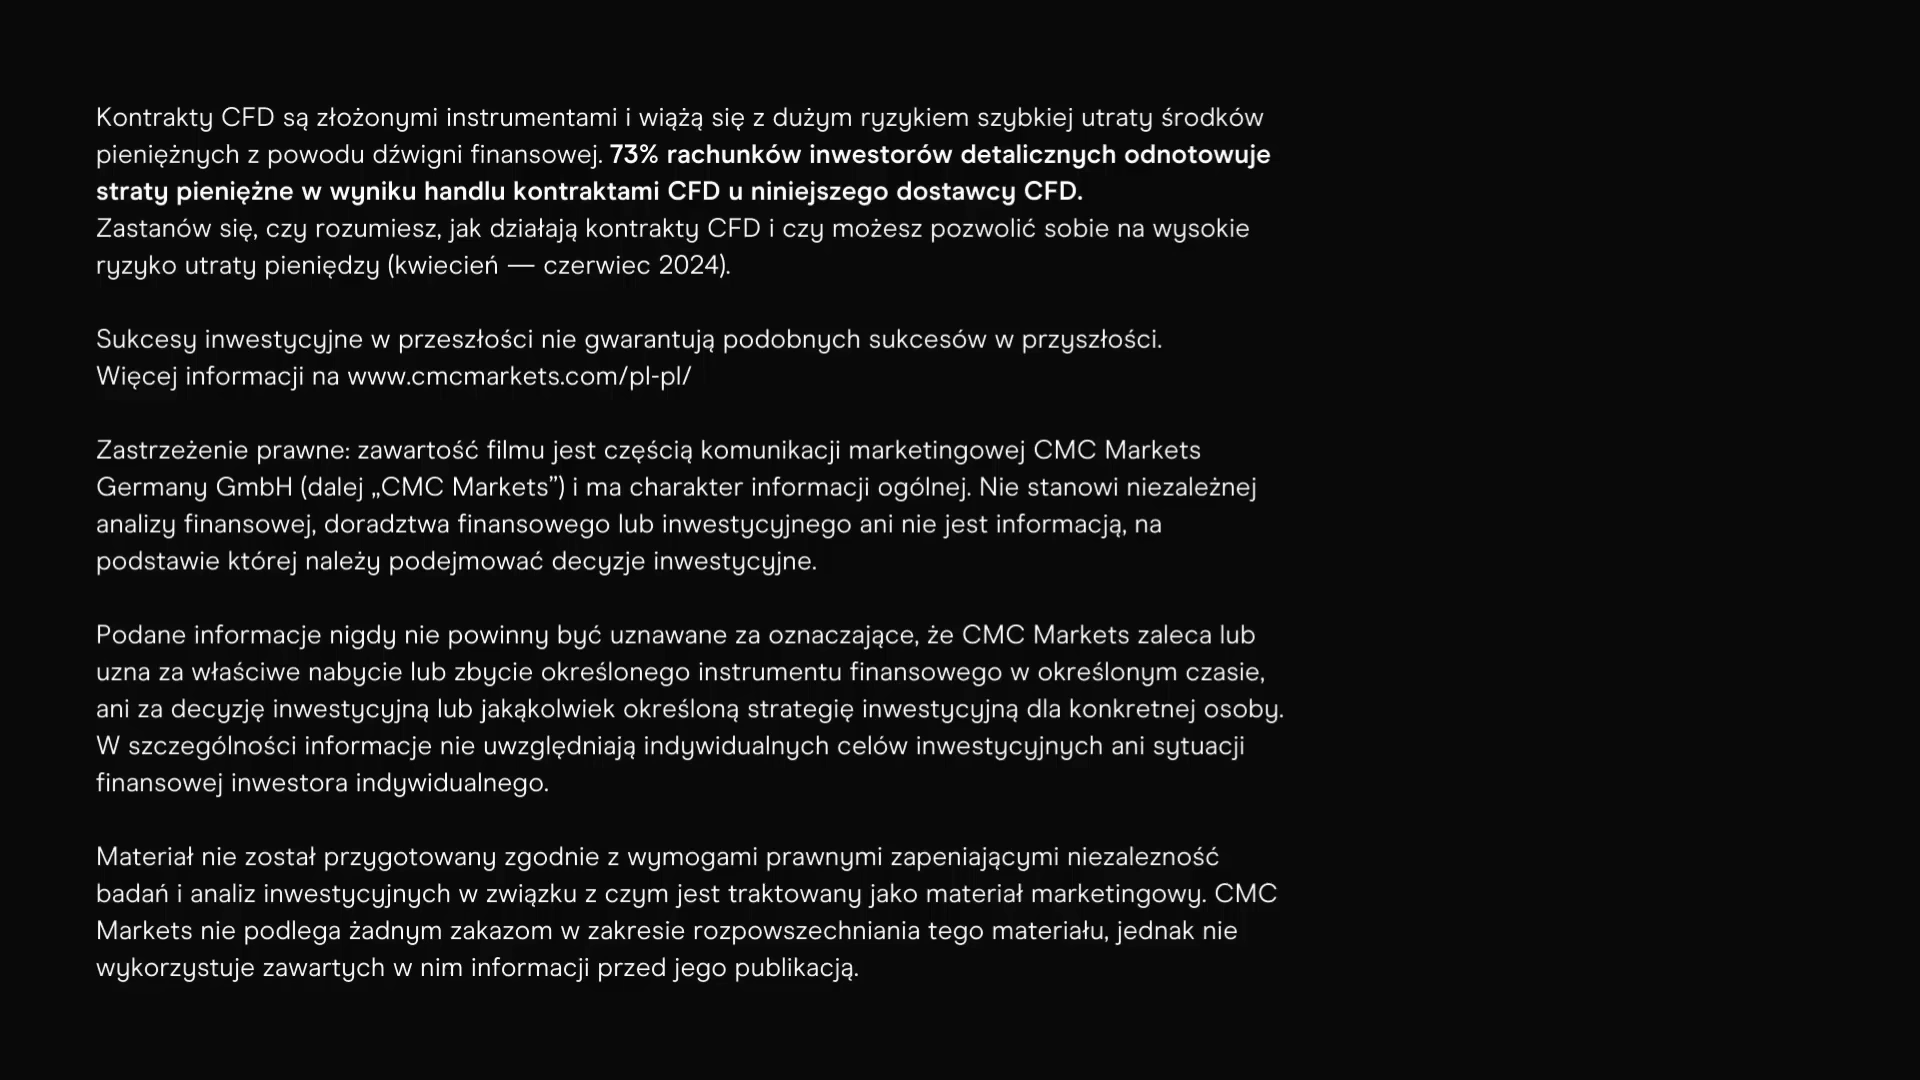 Kontrakty CFD są złożonymi instrumentami i wiążą się z dużym ryzykiem szybkiej utraty środków
pieniężnych z powodu dźwigni finansowej. 73% rachunków inwestorów detalicznych odnotowuje
straty pieniężne w wyniku handlu kontraktami CFD u niniejszego dostawcy CFD.
Zastanów się, czy rozumiesz, jak działają kontrakty CFD i czy możesz pozwolić sobie na wysokie
ryzyko utraty pieniędzy (kwiecień — czerwiec 2024).
Sukcesy inwestycyjne w przeszłości nie gwarantują podobnych sukcesów w przyszłości.
Więcej informacji na www.cmcmarkets.com/pl-pl/
Zastrzeżenie prawne: zawartość filmu jest częścią komunikacji marketingowej CMC Markets
Germany GmbH (dalej „CMC Markets”) i ma charakter informacji ogólnej. Nie stanowi niezależnej
analizy finansowej, doradztwa finansowego lub inwestycyjnego ani nie jest informacją, na
podstawie której należy podejmować decyzje inwestycyjne.
Podane informacje nigdy nie powinny być uznawane za oznaczające, że CMC Markets zaleca lub
uzna za właściwe nabycie lub zbycie określonego instrumentu finansowego w określonym czasie,
ani za decyzję inwestycyjną lub jakąkolwiek określoną strategię inwestycyjną dla konkretnej osoby.
W szczególności informacje nie uwzględniają indywidualnych celów inwestycyjnych ani sytuacji
finansowej inwestora indywidualnego.
Materiał nie został przygotowany zgodnie z wymogami prawnymi zapeniającymi niezalezność
badań i analiz inwestycyjnych w związku z czym jest traktowany jako materiał marketingowy. CMC
Markets nie podlega żadnym zakazom w zakresie rozpowszechniania tego materiału, jednak nie
wykorzystuje zawartych w nim informacji przed jego publikacją.